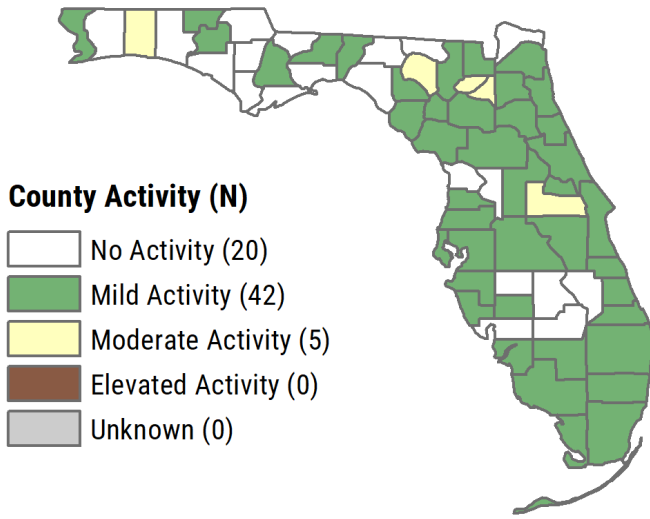 County Activity (N)
No Activity (20)
Mild Activity (42)
Moderate Activity (5)
Elevated Activity (0)
Unknown (0)